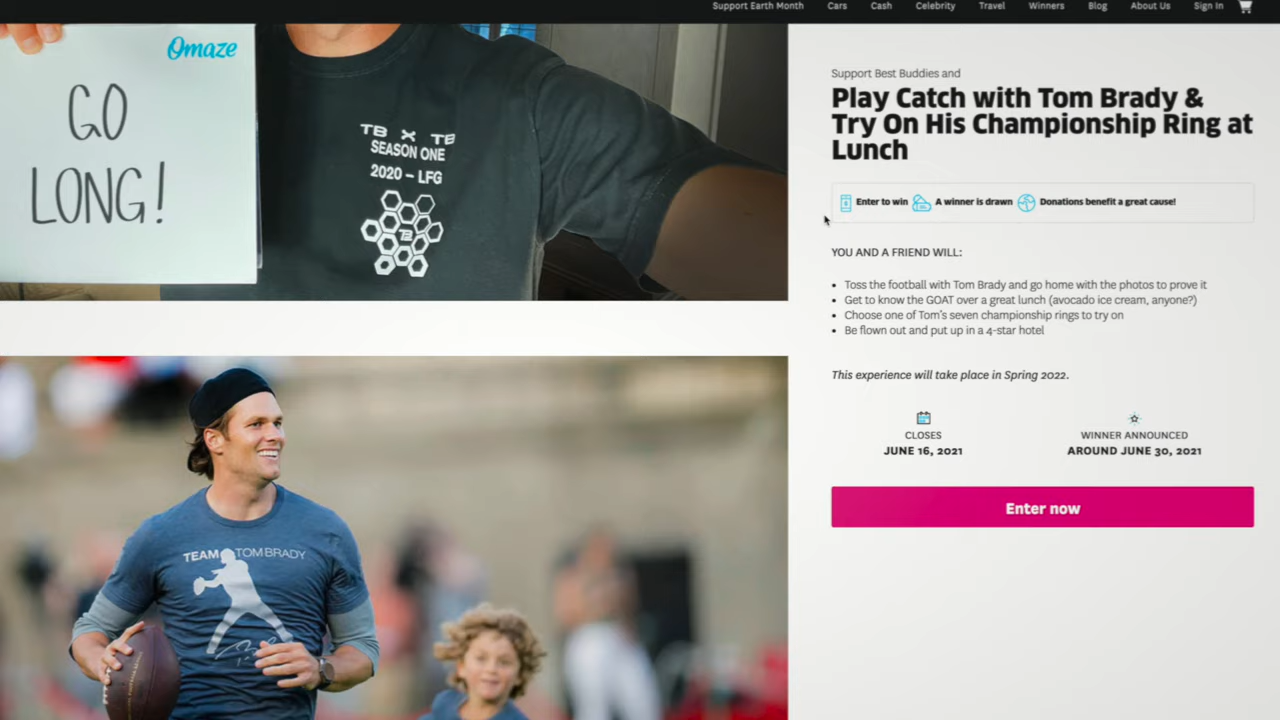 Support Earth Month Cars Cash Celebrity Travel Winners Blog About Us Sign In
Omaze
GO
LONG!
TB X TB
SEASON ONE
2020 – LFG
TB
Support Best Buddies and
Play Catch with Tom Brady &
Try On His Championship Ring at
Lunch
Enter to win A winner is drawn Donations benefit a great cause!
YOU AND A FRIEND WILL:
• Toss the football with Tom Brady and go home with the photos to prove it
• Get to know the GOAT over a great lunch (avocado ice cream, anyone?)
• Choose one of Tom's seven championship rings to try on
• Be flown out and put up in a 4-star hotel
This experience will take place in Spring 2022.
CLOSES WINNER ANNOUNCED
JUNE 16, 2021 AROUND JUNE 30, 2021
Enter now
TEAM TOM BRADY